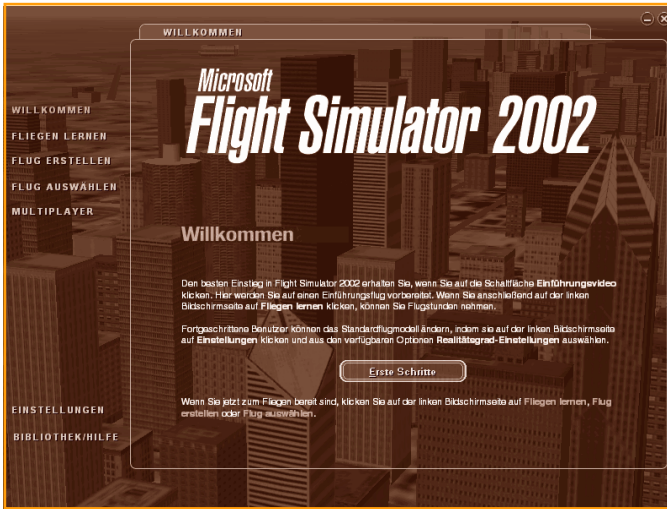 WILLKOMMEN
Microsoft
Flight Simulator 2002
WILLKOMMEN
FLIEGEN LERNEN
FLUG ERSTELLEN
FLUG AUSWÄHLEN
MULTIPLAYER
Willkommen
Den besten Einstieg in Flight Simulator 2002 erhalten Sie, wenn Sie auf die Schaltfläche Einführungsvideo
klicken. Hier werden Sie auf einen Einführungsflug vorbereitet. Wenn Sie anschließend auf der linken
Bildschirmseite auf Fliegen lernen klicken, können Sie Flugstunden nehmen.
Fortgeschrittene Benutzer können das Standardflugmodell ändern, indem sie auf der linken Bildschirmseite
auf Einstellungen klicken und aus den verfügbaren Optionen Realitätsgrad-Einstellungen auswählen.
Erste Schritte
Wenn Sie jetzt zum Fliegen bereit sind, klicken Sie auf der linken Bildschirmseite auf Fliegen lernen, Flug
erstellen oder Flug auswählen.
EINSTELLUNGEN
BIBLIOTHEK/HILFE